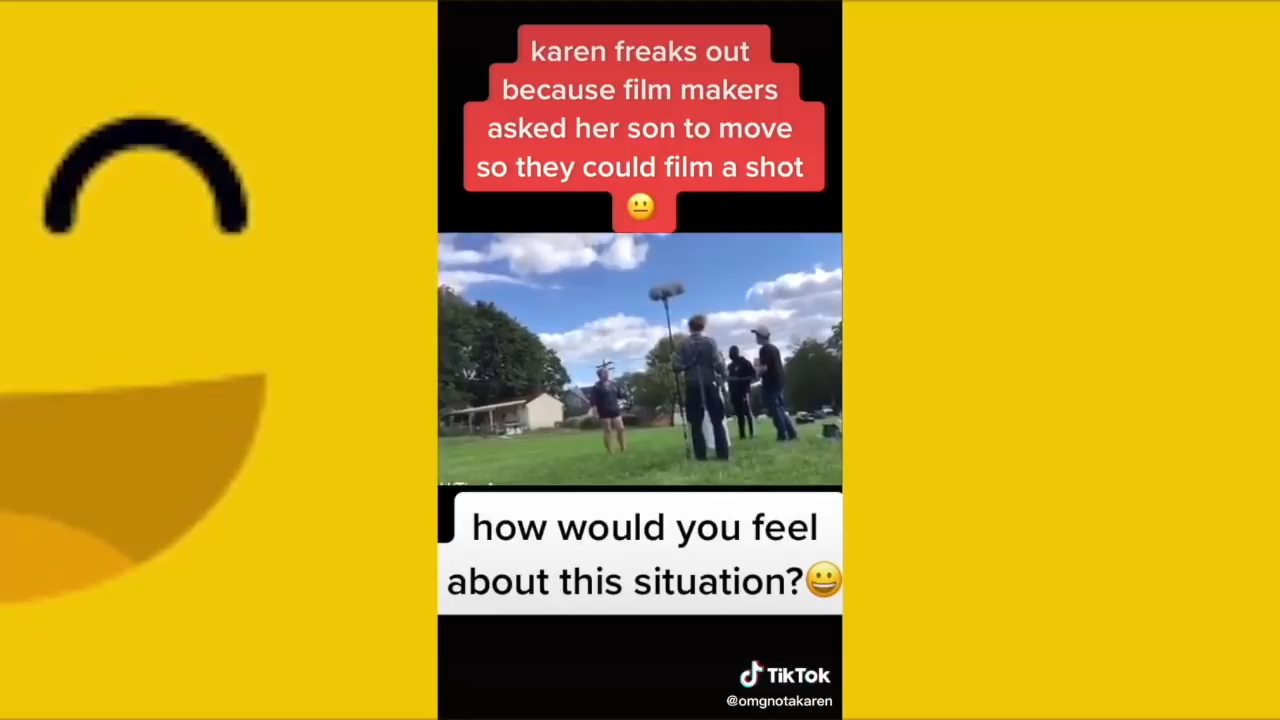 karen freaks out
because film makers
asked her son to move
so they could film a shot
😐
how would you feel
about this situation?😀
TikTok
@omgnotakaren